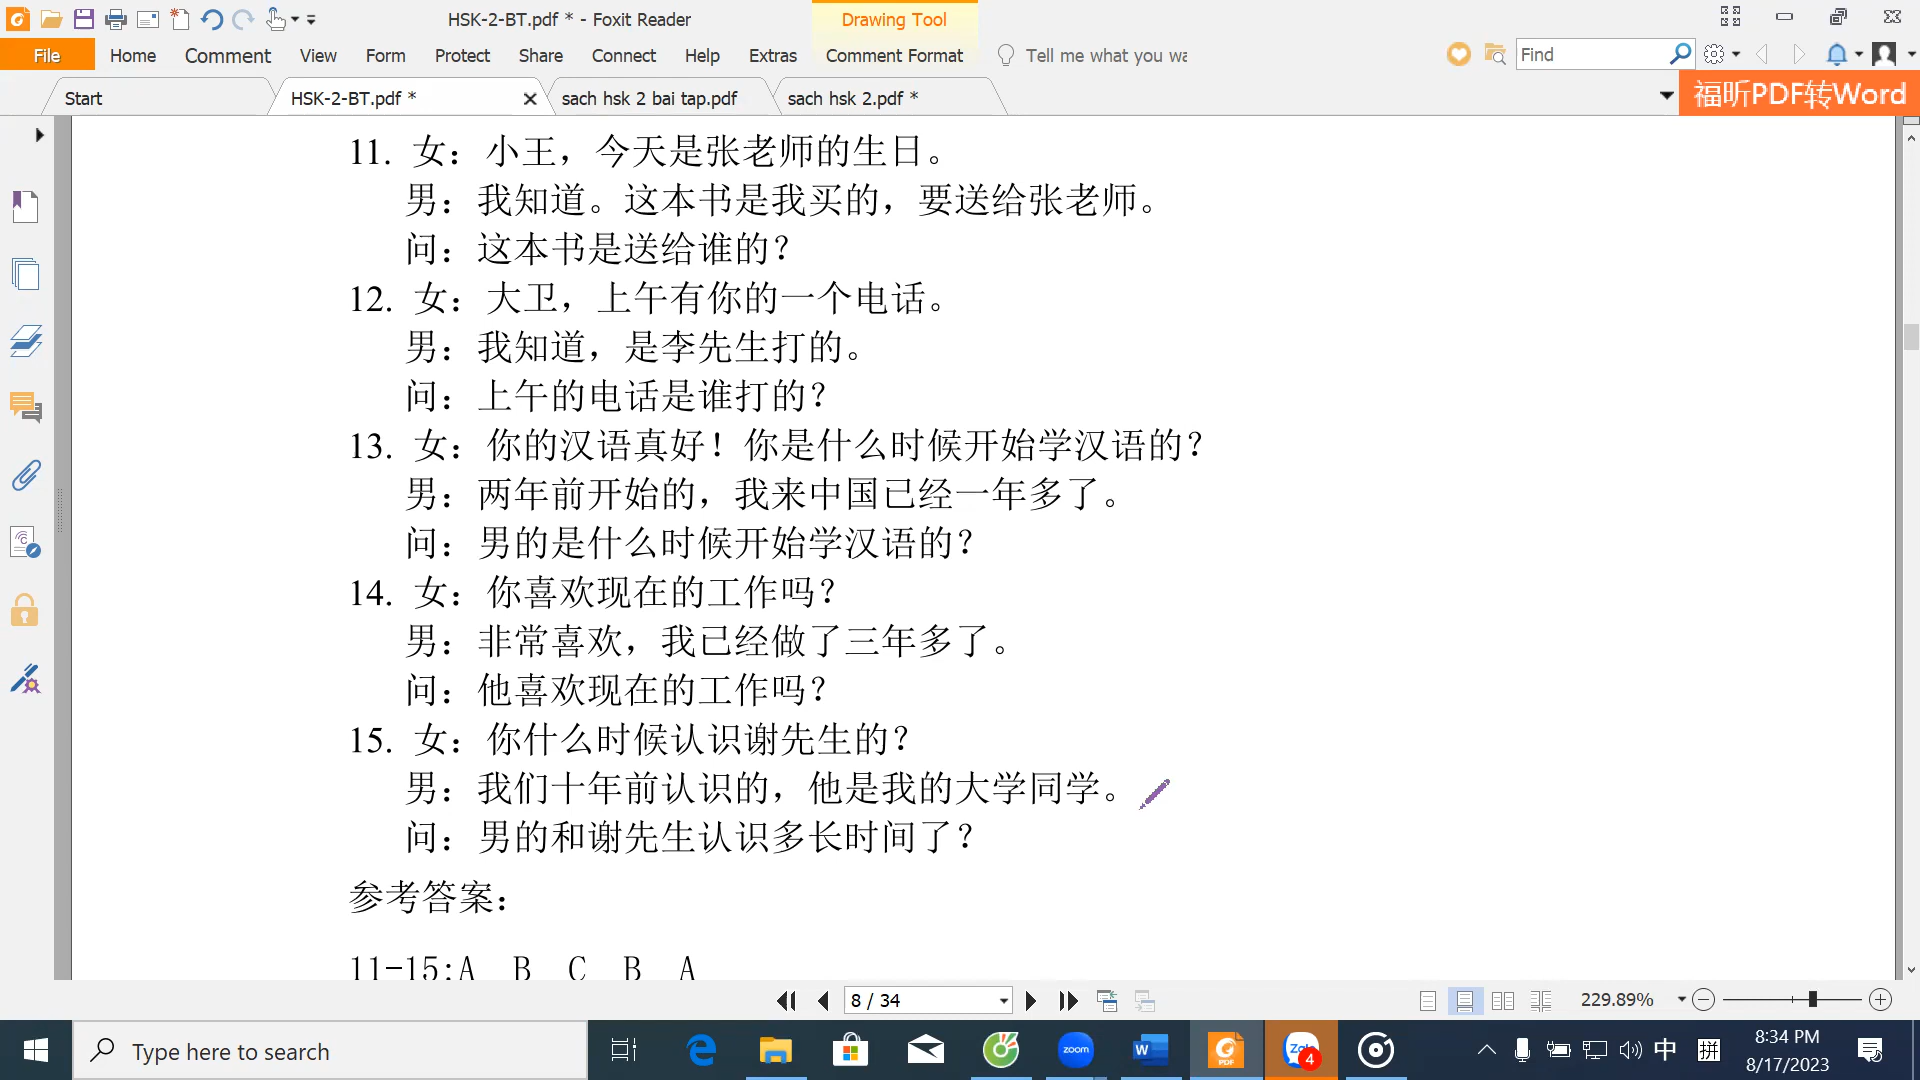 HSK-2-BT.pdf * - Foxit Reader
Drawing Tool
File Home Comment View Form Protect Share Connect Help Extras Comment Format Tell me what you wa Find
Start HSK-2-BT.pdf * sach hsk 2 bai tap.pdf sach hsk 2.pdf * 福昕PDF转Word
11. 女：小王，今天是张老师的生日。
男：我知道。这本书是我买的，要送给张老师。
问：这本书是送给谁的？
12. 女：大卫，上午有你的一个电话。
男：我知道，是李先生打的。
问：上午的电话是谁打的？
13. 女：你的汉语真好！你是什么时候开始学汉语的？
男：两年前开始的，我来中国已经一年多了。
问：男的是什么时候开始学汉语的？
14. 女：你喜欢现在的工作吗？
男：非常喜欢，我已经做了三年多了。
问：他喜欢现在的工作吗？
15. 女：你什么时候认识谢先生的？
男：我们十年前认识的，他是我的大学同学。
问：男的和谢先生认识多长时间了？
参考答案：
11-15:A B C B A
8 / 34 229.89%
Type here to search zoom W PDF Zalo 4 中 拼 8:34 PM
8/17/2023